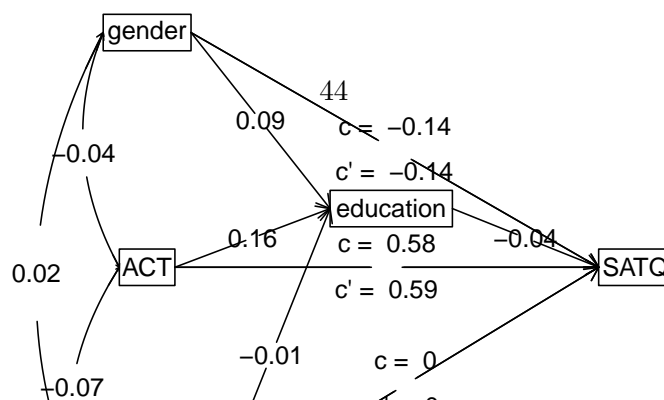 gender
44
0.09
c = −0.14
−0.04
c' = −0.14
education
0.16
c = 0.58
−0.04
0.02
ACT
SATQ
c' = 0.59
−0.01
c = 0
−0.07